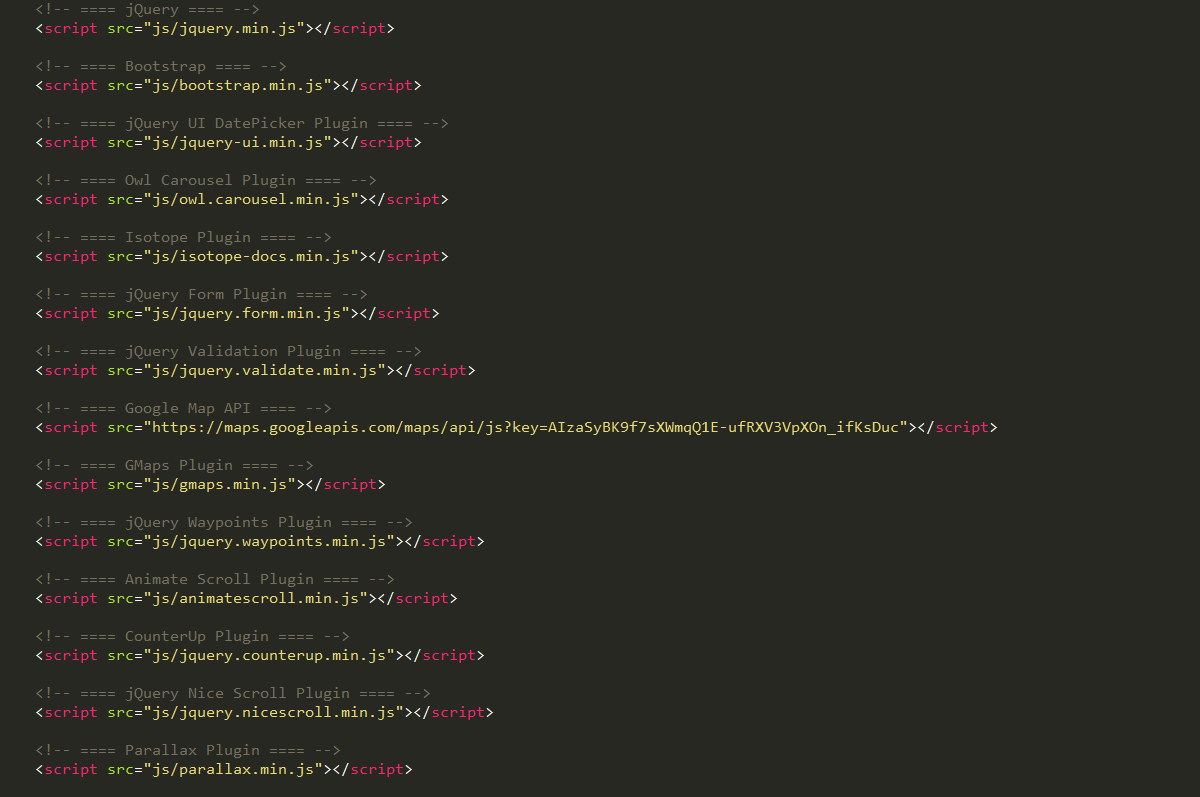 <!-- ==== jQuery ==== -->
<script src="js/jquery.min.js"></script>
<!-- ==== Bootstrap ==== -->
<script src="js/bootstrap.min.js"></script>
<!-- ==== jQuery UI DatePicker Plugin ==== -->
<script src="js/jquery-ui.min.js"></script>
<!-- ==== Owl Carousel Plugin ==== -->
<script src="js/owl.carousel.min.js"></script>
<!-- ==== Isotope Plugin ==== -->
<script src="js/isotope-docs.min.js"></script>
<!-- ==== jQuery Form Plugin ==== -->
<script src="js/jquery.form.min.js"></script>
<!-- ==== jQuery Validation Plugin ==== -->
<script src="js/jquery.validate.min.js"></script>
<!-- ==== Google Map API ==== -->
<script src="https://maps.googleapis.com/maps/api/js?key=AIzaSyBK9f7sXWmqQ1E-ufRXV3VpXOn_ifKsDuc"></script>
<!-- ==== GMaps Plugin ==== -->
<script src="js/gmaps.min.js"></script>
<!-- ==== jQuery Waypoints Plugin ==== -->
<script src="js/jquery.waypoints.min.js"></script>
<!-- ==== Animate Scroll Plugin ==== -->
<script src="js/animatescroll.min.js"></script>
<!-- ==== CounterUp Plugin ==== -->
<script src="js/jquery.counterup.min.js"></script>
<!-- ==== jQuery Nice Scroll Plugin ==== -->
<script src="js/jquery.nicescroll.min.js"></script>
<!-- ==== Parallax Plugin ==== -->
<script src="js/parallax.min.js"></script>